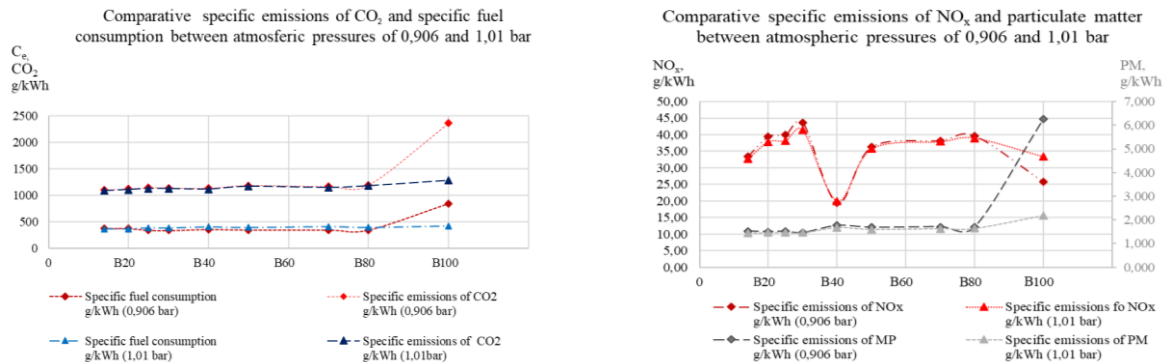 Comparative specific emissions of CO₂ and specific fuel
consumption between atmosferic pressures of 0,906 and 1,01 bar
Cₑ,
CO₂
g/kWh
2500
2000
1500
1000
500
0
0
B20
B40
B60
B80
B100
Specific fuel consumption
g/kWh (0,906 bar)
Specific emissions of CO2
g/kWh (0,906 bar)
Specific fuel consumption
g/kWh (1,01 bar)
Specific emissions of CO2
g/kWh (1,01bar)
Comparative specific emissions of NOₓ and particulate matter
between atmospheric pressures of 0,906 and 1,01 bar
NOₓ,
g/kWh
PM,
g/kWh
50,00
45,00
40,00
35,00
30,00
25,00
20,00
15,00
10,00
5,00
0,00
7,000
6,000
5,000
4,000
3,000
2,000
1,000
0,000
0
B20
B40
B60
B80
B100
Specific emissions of NOx
g/kWh (0,906 bar)
Specific emissions fo NOx
g/kWh (1,01 bar)
Specific emissions of MP
g/kWh (0,906 bar)
Specific emissions of PM
g/kWh (1,01 bar)